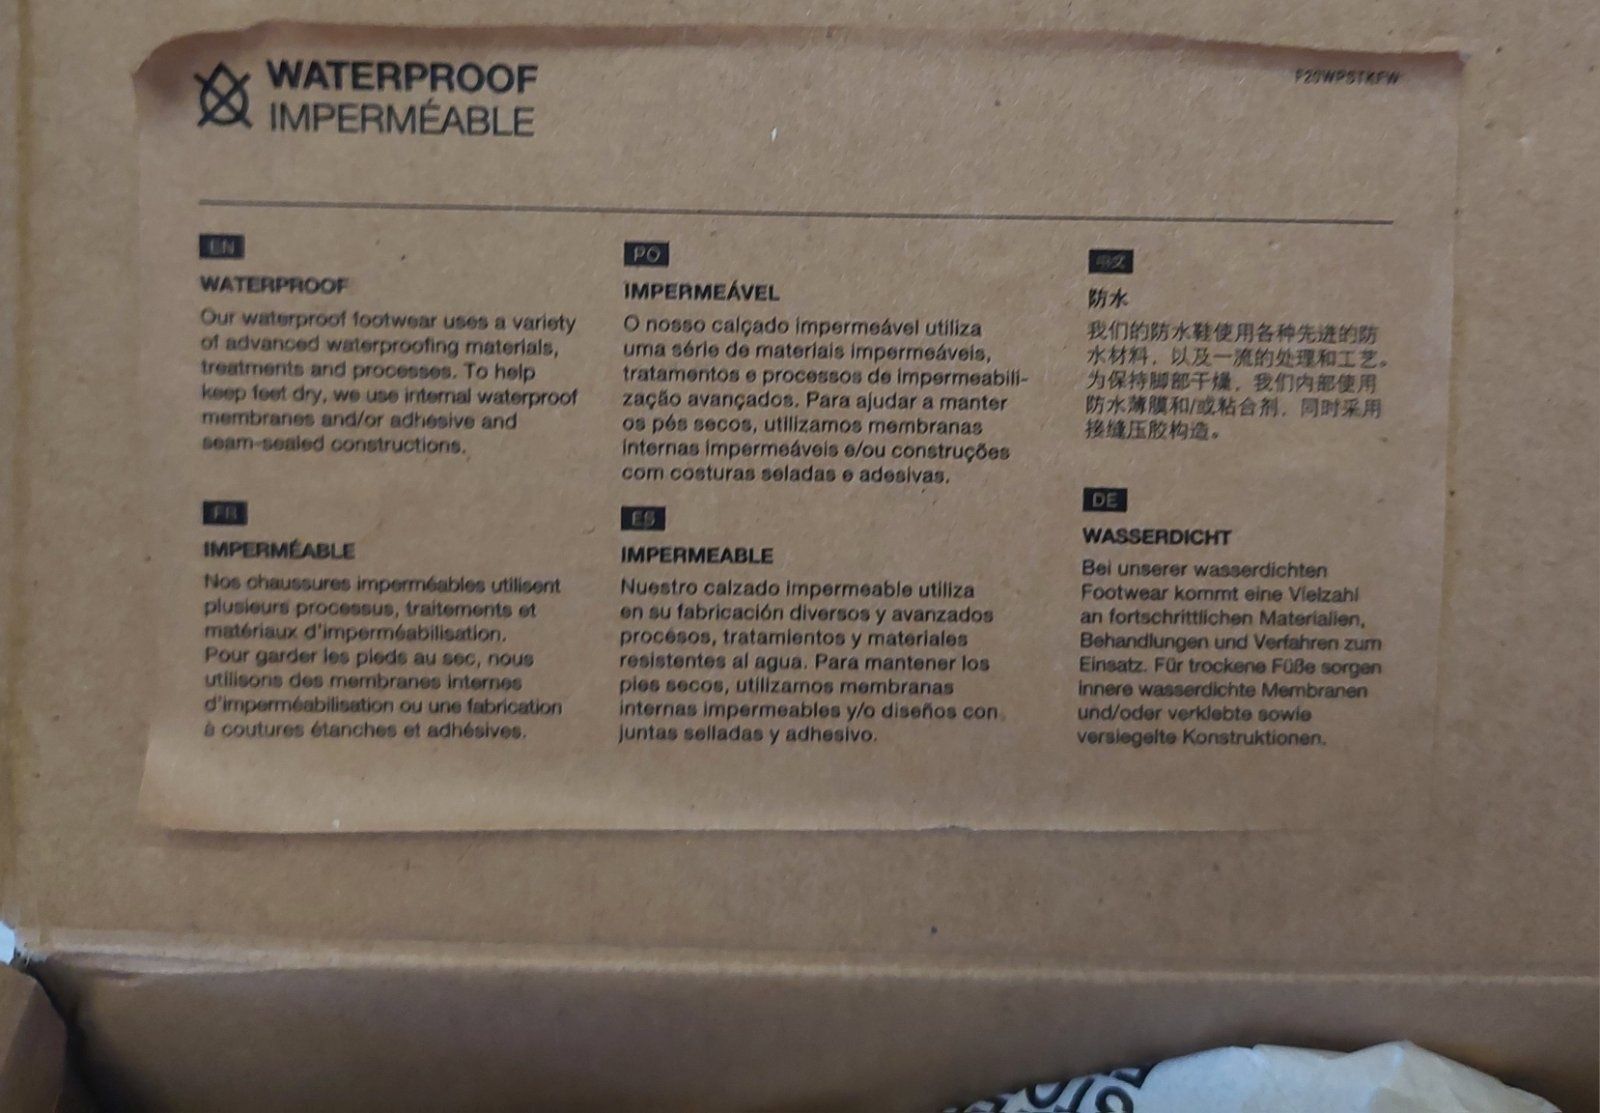 WATERPROOF
IMPERMÉABLE
F20WPSTKFW
EN
WATERPROOF
Our waterproof footwear uses a variety
of advanced waterproofing materials,
treatments and processes. To help
keep feet dry, we use internal waterproof
membranes and/or adhesive and
seam-sealed constructions.
FR
IMPERMÉABLE
Nos chaussures imperméables utilisent
plusieurs processus, traitements et
matériaux d'imperméabilisation.
Pour garder les pieds au sec, nous
utilisons des membranes internes
d'imperméabilisation ou une fabrication
à coutures étanches et adhésives.
PO
IMPERMEÁVEL
O nosso calçado impermeável utiliza
uma série de materiais impermeáveis,
tratamentos e processos de impermeabili-
zação avançados. Para ajudar a manter
os pés secos, utilizamos membranas
internas impermeáveis e/ou construções
com costuras seladas e adesivas.
ES
IMPERMEABLE
Nuestro calzado impermeable utiliza
en su fabricación diversos y avanzados
procesos, tratamientos y materiales
resistentes al agua. Para mantener los
pies secos, utilizamos membranas
internas impermeables y/o diseños con
juntas selladas y adhesivo.
中文
防水
我们的防水鞋使用各种先进的防
水材料，以及一流的处理和工艺。
为保持脚部干燥，我们内部使用
防水薄膜和/或粘合剂，同时采用
接缝压胶构造。
DE
WASSERDICHT
Bei unserer wasserdichten
Footwear kommt eine Vielzahl
an fortschrittlichen Materialien,
Behandlungen und Verfahren zum
Einsatz. Für trockene Füße sorgen
innere wasserdichte Membranen
und/oder verklebte sowie
versiegelte Konstruktionen.